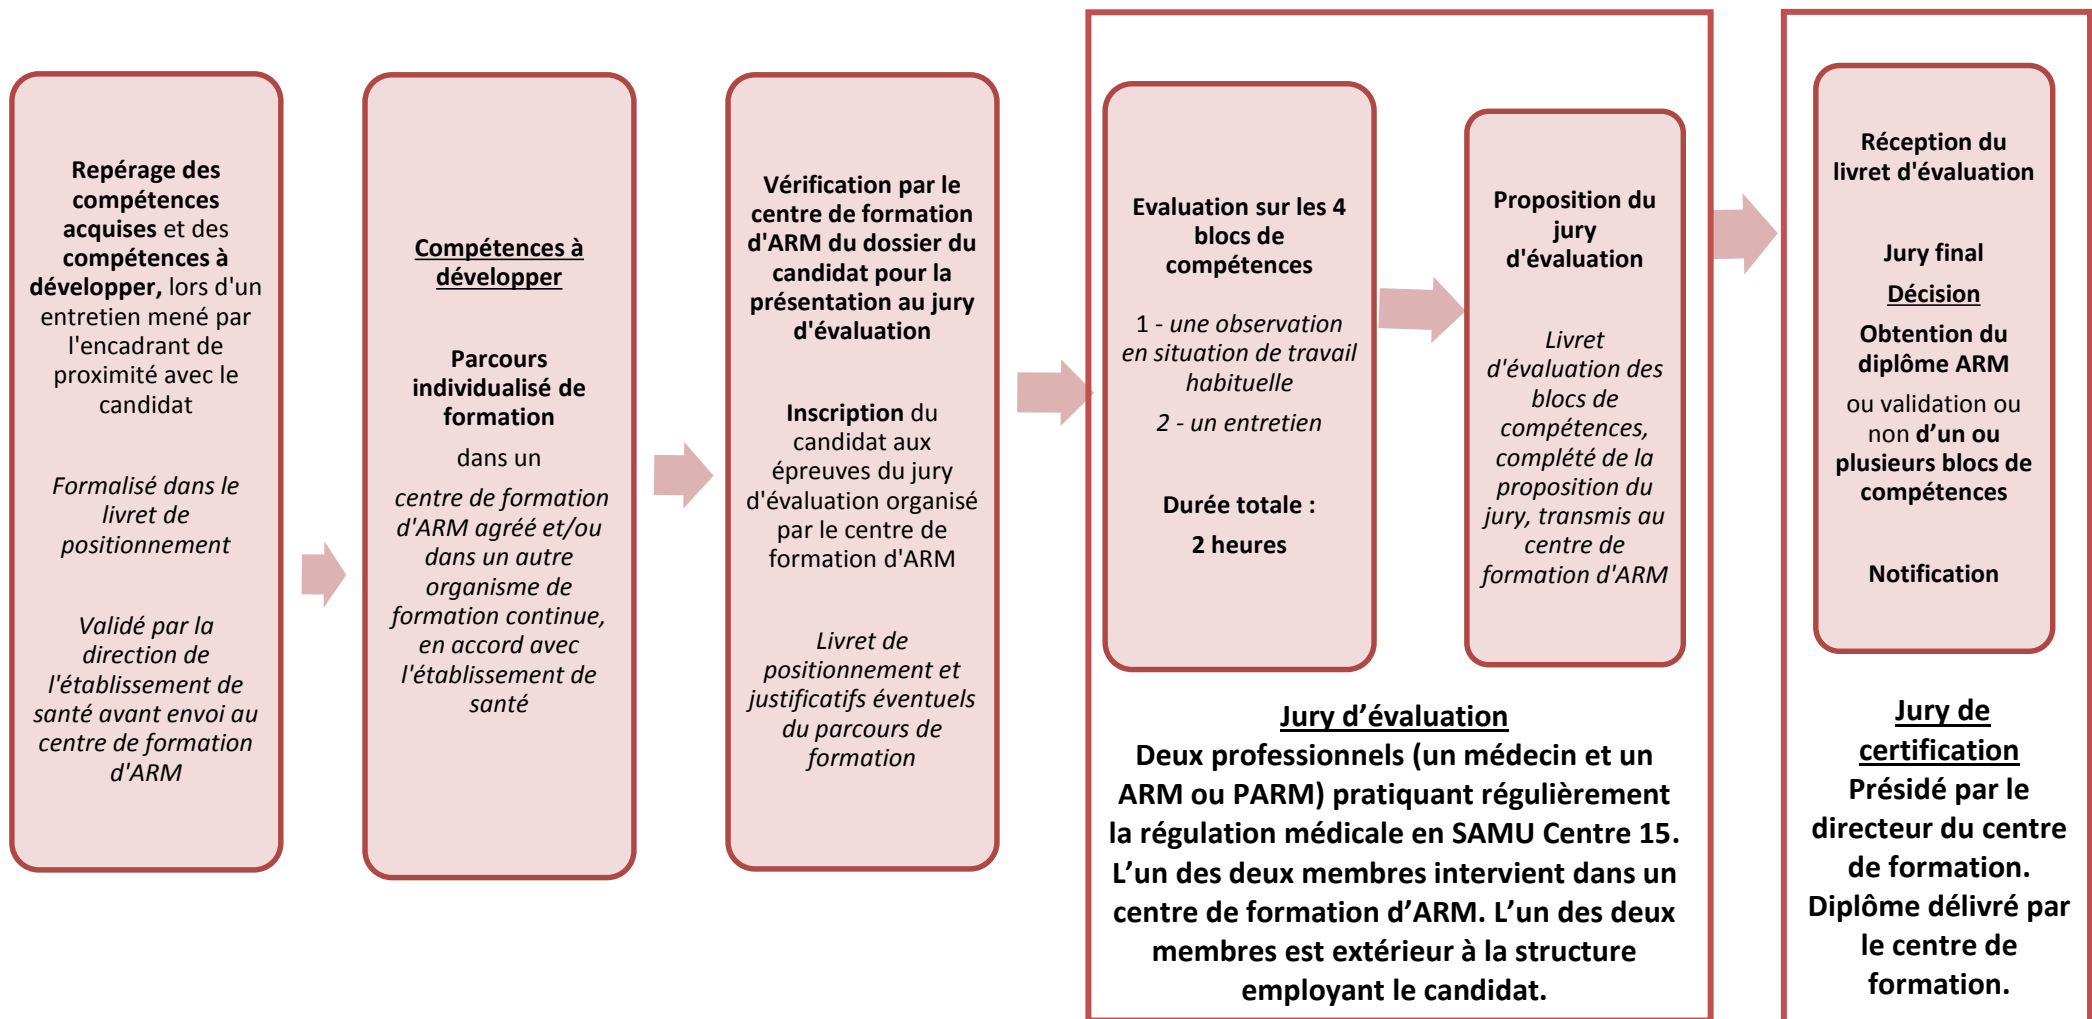 Repérage des
compétences
acquises et des
compétences à
développer, lors d'un
entretien mené par
l'encadrant de
proximité avec le
candidat
Formalisé dans le
livret de
positionnement
Validé par la
direction de
l'établissement de
santé avant envoi au
centre de formation
d'ARM
Compétences à
développer
Parcours
individualisé de
formation
dans un
centre de formation
d'ARM agréé et/ou
dans un autre
organisme de
formation continue,
en accord avec
l'établissement de
santé
Vérification par le
centre de formation
d'ARM du dossier du
candidat pour la
présentation au jury
d'évaluation
Inscription du
candidat aux
épreuves du jury
d'évaluation organisé
par le centre de
formation d'ARM
Livret de
positionnement et
justificatifs éventuels
du parcours de
formation
Evaluation sur les 4
blocs de
compétences
1 - une observation
en situation de travail
habituelle
2 - un entretien
Durée totale :
2 heures
Proposition du
jury
d'évaluation
Livret
d'évaluation des
blocs de
compétences,
complété de la
proposition du
jury, transmis au
centre de
formation d'ARM
Jury d’évaluation
Deux professionnels (un médecin et un
ARM ou PARM) pratiquant régulièrement
la régulation médicale en SAMU Centre 15.
L’un des deux membres intervient dans un
centre de formation d’ARM. L’un des deux
membres est extérieur à la structure
employant le candidat.
Réception du
livret d'évaluation
Jury final
Décision
Obtention du
diplôme ARM
ou validation ou
non d’un ou
plusieurs blocs de
compétences
Notification
Jury de
certification
Présidé par le
directeur du centre
de formation.
Diplôme délivré par
le centre de
formation.